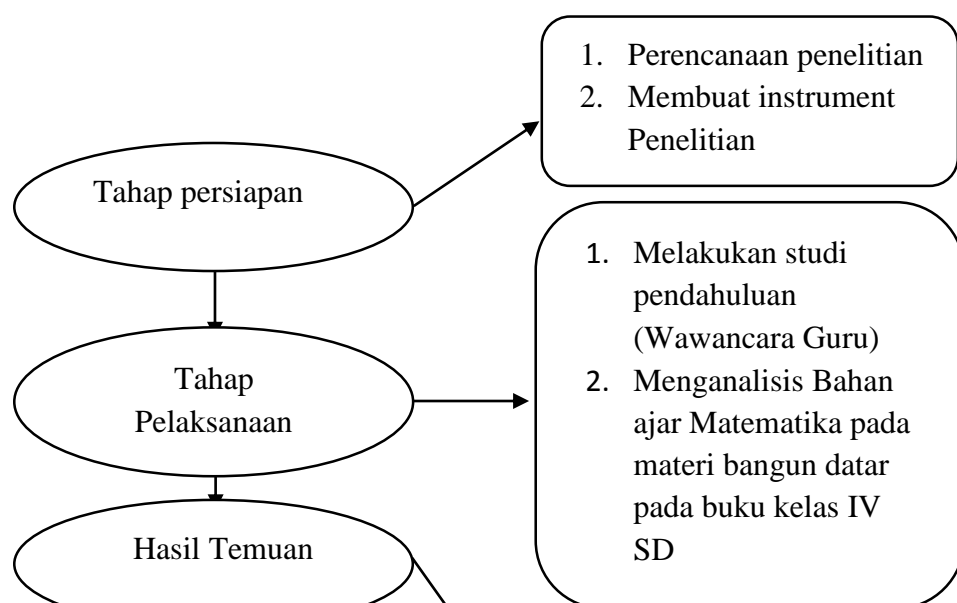 1. Perencanaan penelitian
2. Membuat instrument
Penelitian
Tahap persiapan
1. Melakukan studi
pendahuluan
(Wawancara Guru)
2. Menganalisis Bahan
ajar Matematika pada
materi bangun datar
pada buku kelas IV
SD
Tahap
Pelaksanaan
Hasil Temuan